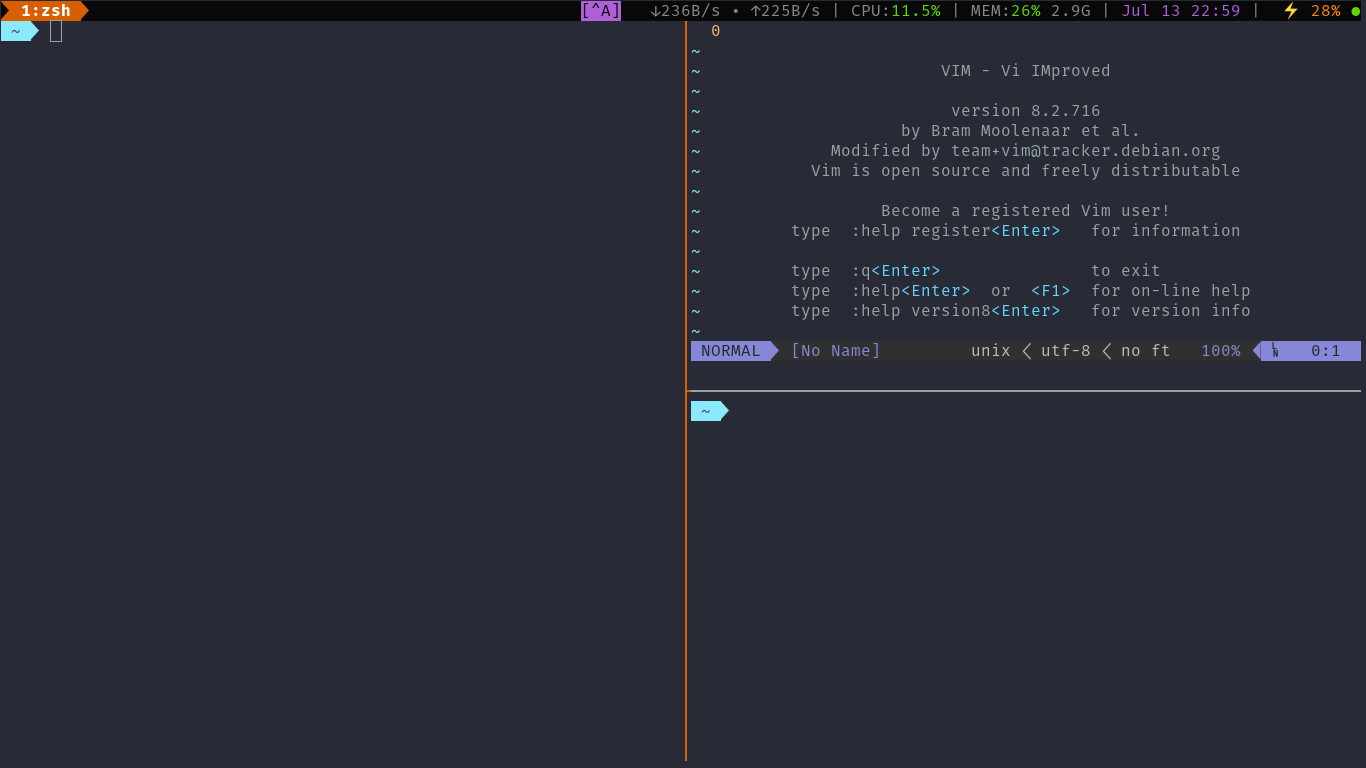 1:zsh [^A] ↓236B/s • ↑225B/s | CPU:11.5% | MEM:26% 2.9G | Jul 13 22:59 | ⚡ 28% ●
~
0
~
~ VIM - Vi IMproved
~
~ version 8.2.716
~ by Bram Moolenaar et al.
~ Modified by team+vim@tracker.debian.org
~ Vim is open source and freely distributable
~
~ Become a registered Vim user!
~ type :help register<Enter> for information
~
~ type :q<Enter> to exit
~ type :help<Enter> or <F1> for on-line help
~ type :help version8<Enter> for version info
~
NORMAL [No Name] unix < utf-8 < no ft 100% LN 0:1
~